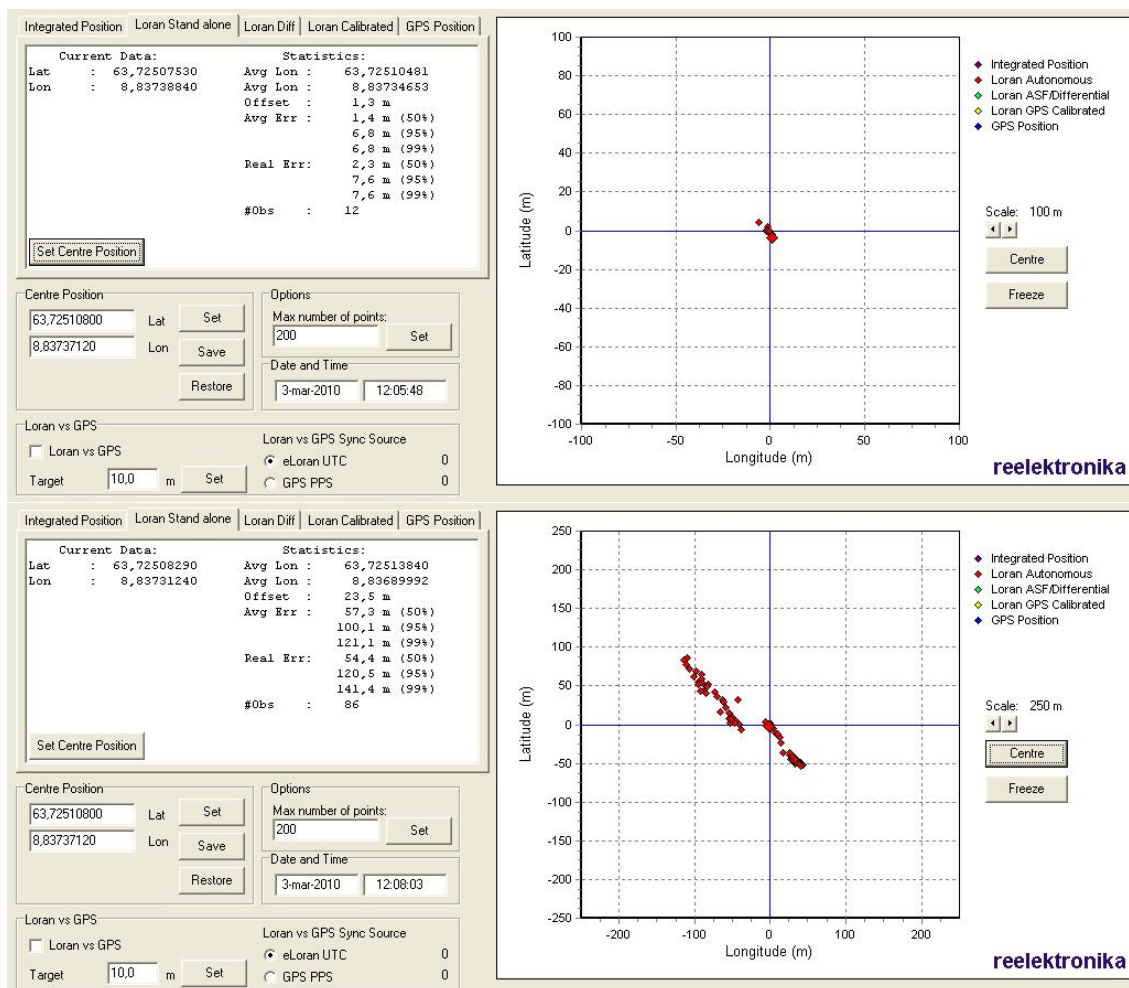 Integrated Position Loran Stand alone Loran Diff Loran Calibrated GPS Position
Current Data: Statistics:
Lat : 63,72507530 Avg Lon : 63,72510481
Lon : 8,83738840 Avg Lon : 8,83734653
Offset : 1,3 m
Avg Err : 1,4 m (50%)
6,8 m (95%)
6,8 m (99%)
Real Err: 2,3 m (50%)
7,6 m (95%)
7,6 m (99%)
#Obs : 12
Set Centre Position
Centre Position
63,72510800 Lat Set
8,83737120 Lon Save
Restore
Options
Max number of points:
200 Set
Date and Time
3-mar-2010 12:05:48
Loran vs GPS
Loran vs GPS
Target 10,0 m Set
Loran vs GPS Sync Source
eLoran UTC 0
GPS PPS 0
100
80
60
40
20
0
-20
-40
-60
-80
-100
Latitude (m)
-100 -50 0 50 100
Longitude (m)
Integrated Position
Loran Autonomous
Loran ASF/Differential
Loran GPS Calibrated
GPS Position
Scale: 100 m
Centre
Freeze
reelektronika
Integrated Position Loran Stand alone Loran Diff Loran Calibrated GPS Position
Current Data: Statistics:
Lat : 63,72508290 Avg Lon : 63,72513840
Lon : 8,83731240 Avg Lon : 8,83689992
Offset : 23,5 m
Avg Err : 57,3 m (50%)
100,1 m (95%)
121,1 m (99%)
Real Err: 54,4 m (50%)
120,5 m (95%)
141,4 m (99%)
#Obs : 86
Set Centre Position
Centre Position
63,72510800 Lat Set
8,83737120 Lon Save
Restore
Options
Max number of points:
200 Set
Date and Time
3-mar-2010 12:08:03
Loran vs GPS
Loran vs GPS
Target 10,0 m Set
Loran vs GPS Sync Source
eLoran UTC 0
GPS PPS 0
250
200
150
100
50
0
-50
-100
-150
-200
-250
Latitude (m)
-200 -100 0 100 200
Longitude (m)
Integrated Position
Loran Autonomous
Loran ASF/Differential
Loran GPS Calibrated
GPS Position
Scale: 250 m
Centre
Freeze
reelektronika